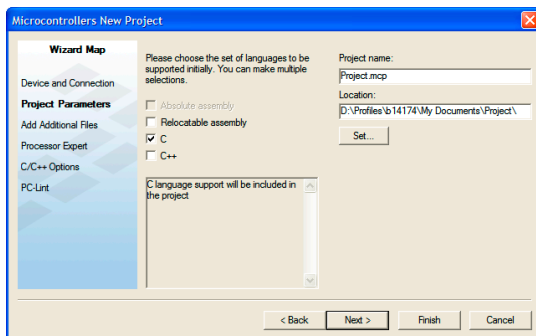 Microcontrollers New Project
Wizard Map
Device and Connection
Project Parameters
Add Additional Files
Processor Expert
C/C++ Options
PC-Lint
Please choose the set of languages to be
supported initially. You can make multiple
selections.
Absolute assembly
Relocatable assembly
C
C++
C language support will be included in
the project
Project name:
Project.mcp
Location:
D:\Profiles\b14174\My Documents\Project\
Set...
< Back
Next >
Finish
Cancel